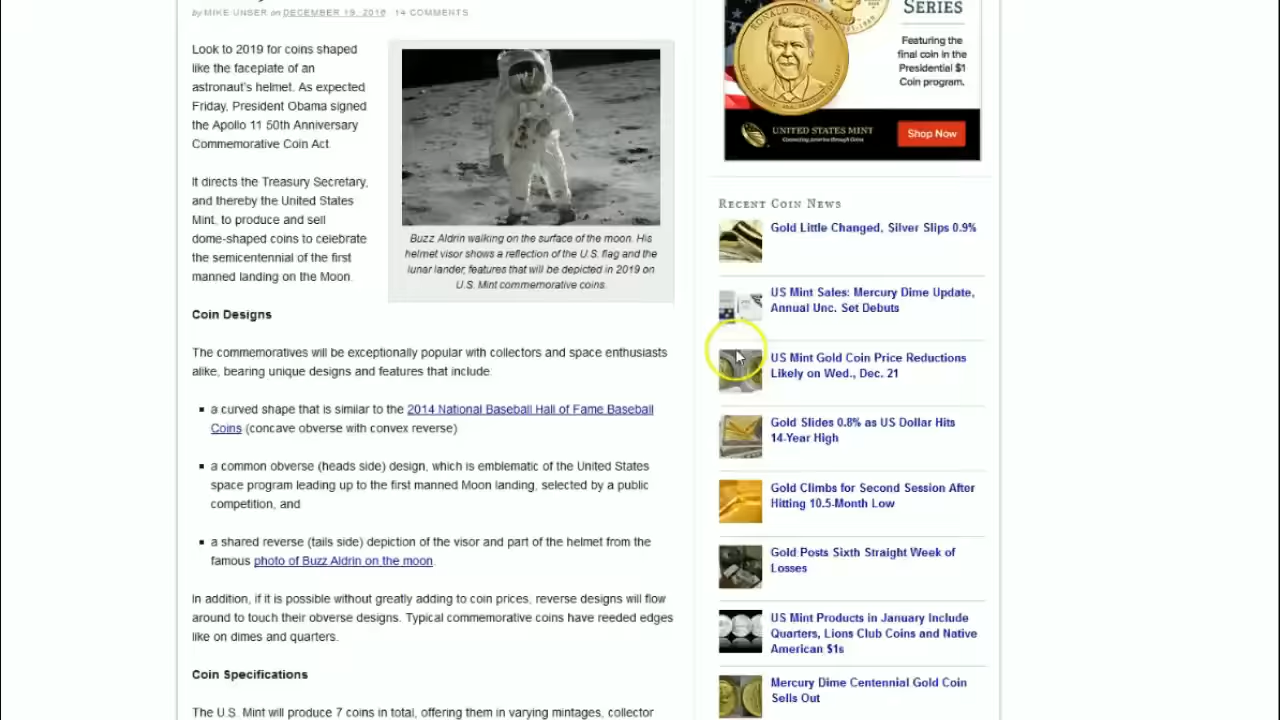 by MIKE UNSER on DECEMBER 19, 2016 14 COMMENTS
Look to 2019 for coins shaped
like the faceplate of an
astronaut's helmet. As expected
Friday, President Obama signed
the Apollo 11 50th Anniversary
Commemorative Coin Act.
It directs the Treasury Secretary,
and thereby the United States
Mint, to produce and sell
dome-shaped coins to celebrate
the semicentennial of the first
manned landing on the Moon.
Buzz Aldrin walking on the surface of the moon. His
helmet visor shows a reflection of the U.S. flag and the
lunar lander, features that will be depicted in 2019 on
U.S. Mint commemorative coins.
Coin Designs
The commemoratives will be exceptionally popular with collectors and space enthusiasts
alike, bearing unique designs and features that include:
▪ a curved shape that is similar to the 2014 National Baseball Hall of Fame Baseball
Coins (concave obverse with convex reverse)
▪ a common obverse (heads side) design, which is emblematic of the United States
space program leading up to the first manned Moon landing, selected by a public
competition, and
▪ a shared reverse (tails side) depiction of the visor and part of the helmet from the
famous photo of Buzz Aldrin on the moon.
In addition, if it is possible without greatly adding to coin prices, reverse designs will flow
around to touch their obverse designs. Typical commemorative coins have reeded edges
like on dimes and quarters.
Coin Specifications
The U.S. Mint will produce 7 coins in total, offering them in varying mintages, collector
SERIES
RONALD REAGAN
Featuring the
final coin in the
Presidential $1
Coin program.
UNITED STATES MINT
Connecting America through Coins
Shop Now
RECENT COIN NEWS
Gold Little Changed, Silver Slips 0.9%
US Mint Sales: Mercury Dime Update,
Annual Unc. Set Debuts
US Mint Gold Coin Price Reductions
Likely on Wed., Dec. 21
Gold Slides 0.8% as US Dollar Hits
14-Year High
Gold Climbs for Second Session After
Hitting 10.5-Month Low
Gold Posts Sixth Straight Week of
Losses
US Mint Products in January Include
Quarters, Lions Club Coins and Native
American $1s
Mercury Dime Centennial Gold Coin
Sells Out